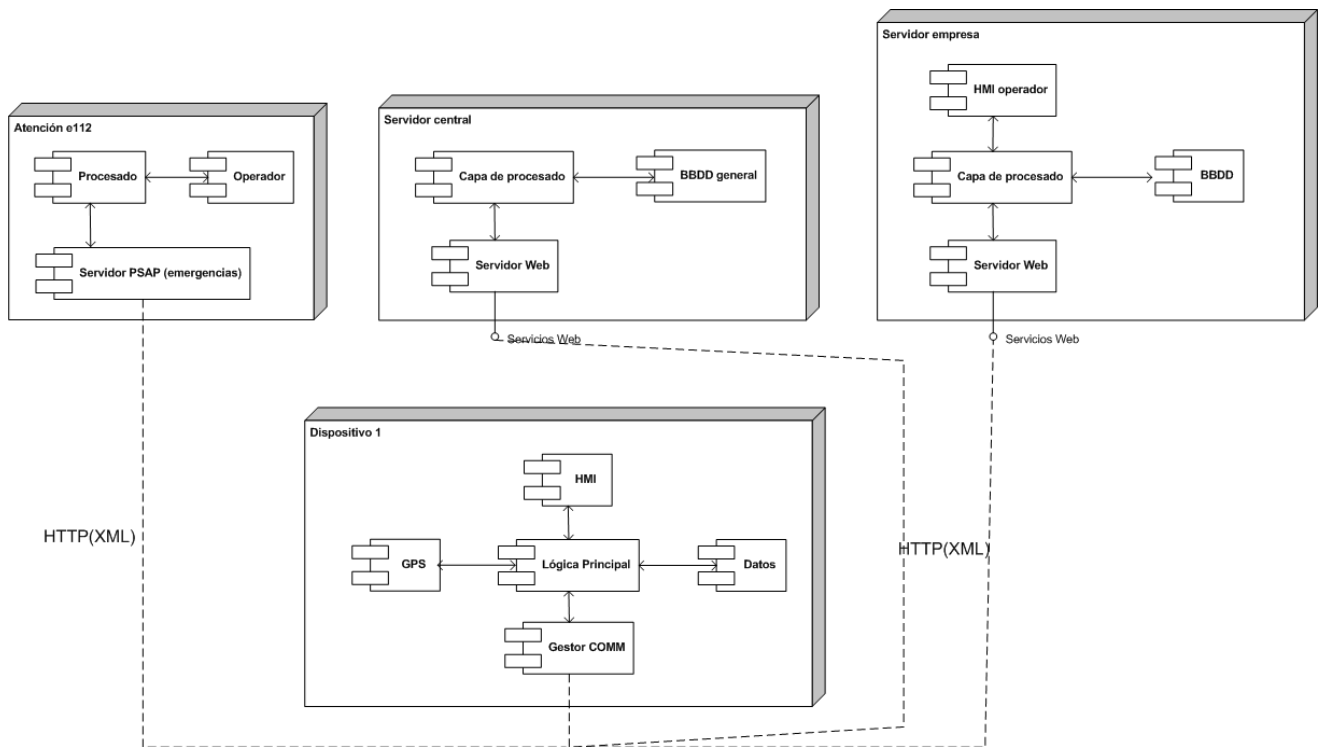 Servidor empresa
HMI operador
Capa de procesado
BBDD
Servidor Web
Servicios Web
Servidor central
Capa de procesado
BBDD general
Servidor Web
Servicios Web
Atención e112
Procesado
Operador
Servidor PSAP (emergencias)
Dispositivo 1
HMI
GPS
Lógica Principal
Datos
Gestor COMM
HTTP(XML)
HTTP(XML)